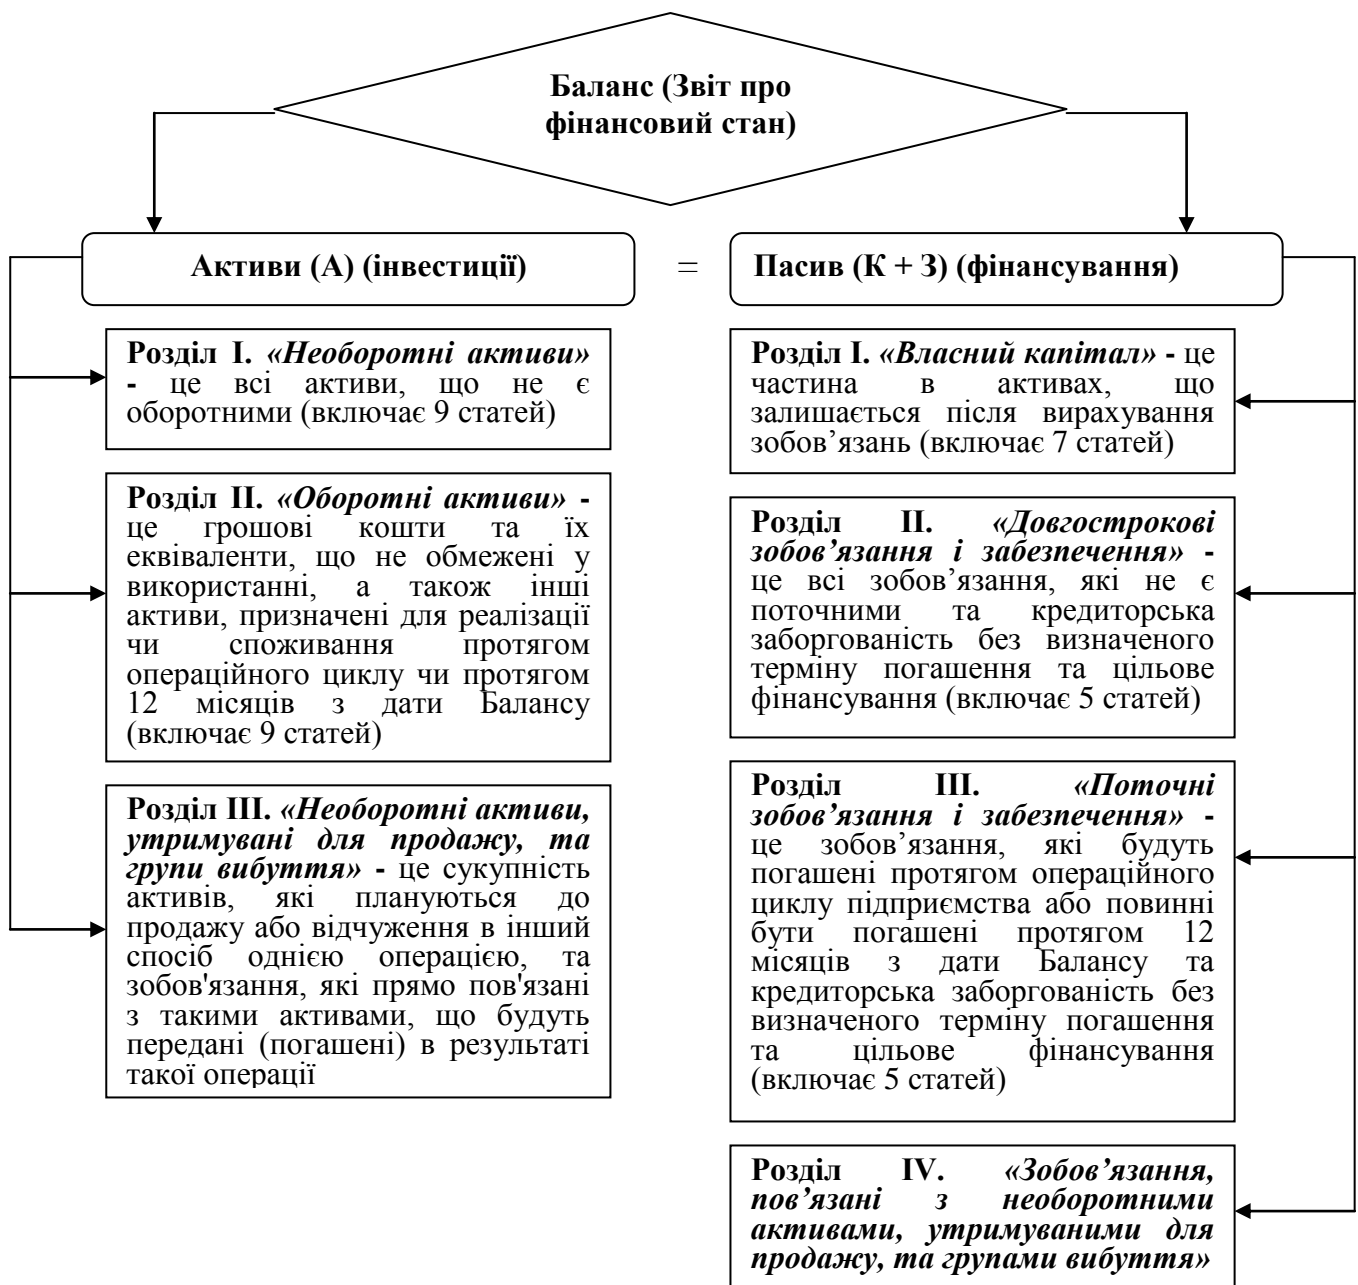 Баланс (Звіт про
фінансовий стан)
Активи (А) (інвестиції)
=
Пасив (К + З) (фінансування)
Розділ І. «Необоротні активи»
- це всі активи, що не є
оборотними (включає 9 статей)
Розділ ІІ. «Оборотні активи» -
це грошові кошти та їх
еквіваленти, що не обмежені у
використанні, а також інші
активи, призначені для реалізації
чи споживання протягом
операційного циклу чи протягом
12 місяців з дати Балансу
(включає 9 статей)
Розділ ІІІ. «Необоротні активи,
утримувані для продажу, та
групи вибуття» - це сукупність
активів, які плануються до
продажу або відчуження в інший
спосіб однією операцією, та
зобов'язання, які прямо пов'язані
з такими активами, що будуть
передані (погашені) в результаті
такої операції
Розділ І. «Власний капітал» - це
частина в активах, що
залишається після вирахування
зобов’язань (включає 7 статей)
Розділ ІІ. «Довгострокові
зобов’язання і забезпечення» -
це всі зобов’язання, які не є
поточними та кредиторська
заборгованість без визначеного
терміну погашення та цільове
фінансування (включає 5 статей)
Розділ ІІІ. «Поточні
зобов’язання і забезпечення» -
це зобов’язання, які будуть
погашені протягом операційного
циклу підприємства або повинні
бути погашені протягом 12
місяців з дати Балансу та
кредиторська заборгованість без
визначеного терміну погашення
та цільове фінансування
(включає 5 статей)
Розділ IV. «Зобов’язання,
пов’язані з необоротними
активами, утримуваними для
продажу, та групами вибуття»